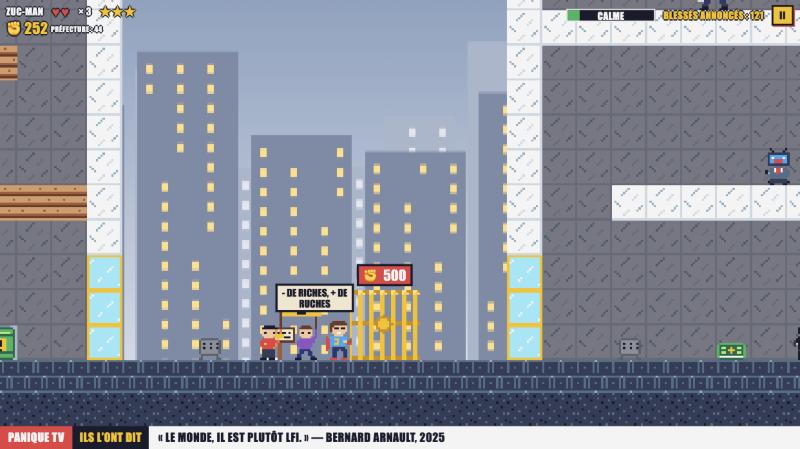 ZUC-MAN × 3
252 PRÉFECTURE : 44
CALME
BLESSÉS ANNONCÉS : 121
500
- DE RICHES, + DE
RUCHES
PANIQUE TV ILS L'ONT DIT « LE MONDE, IL EST PLUTÔT LFI. » — BERNARD ARNAULT, 2025